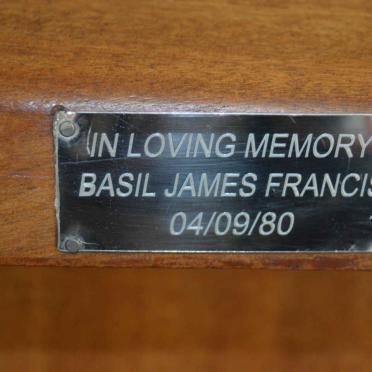 IN LOVING MEMORY
BASIL JAMES FRANCIS
04/09/80